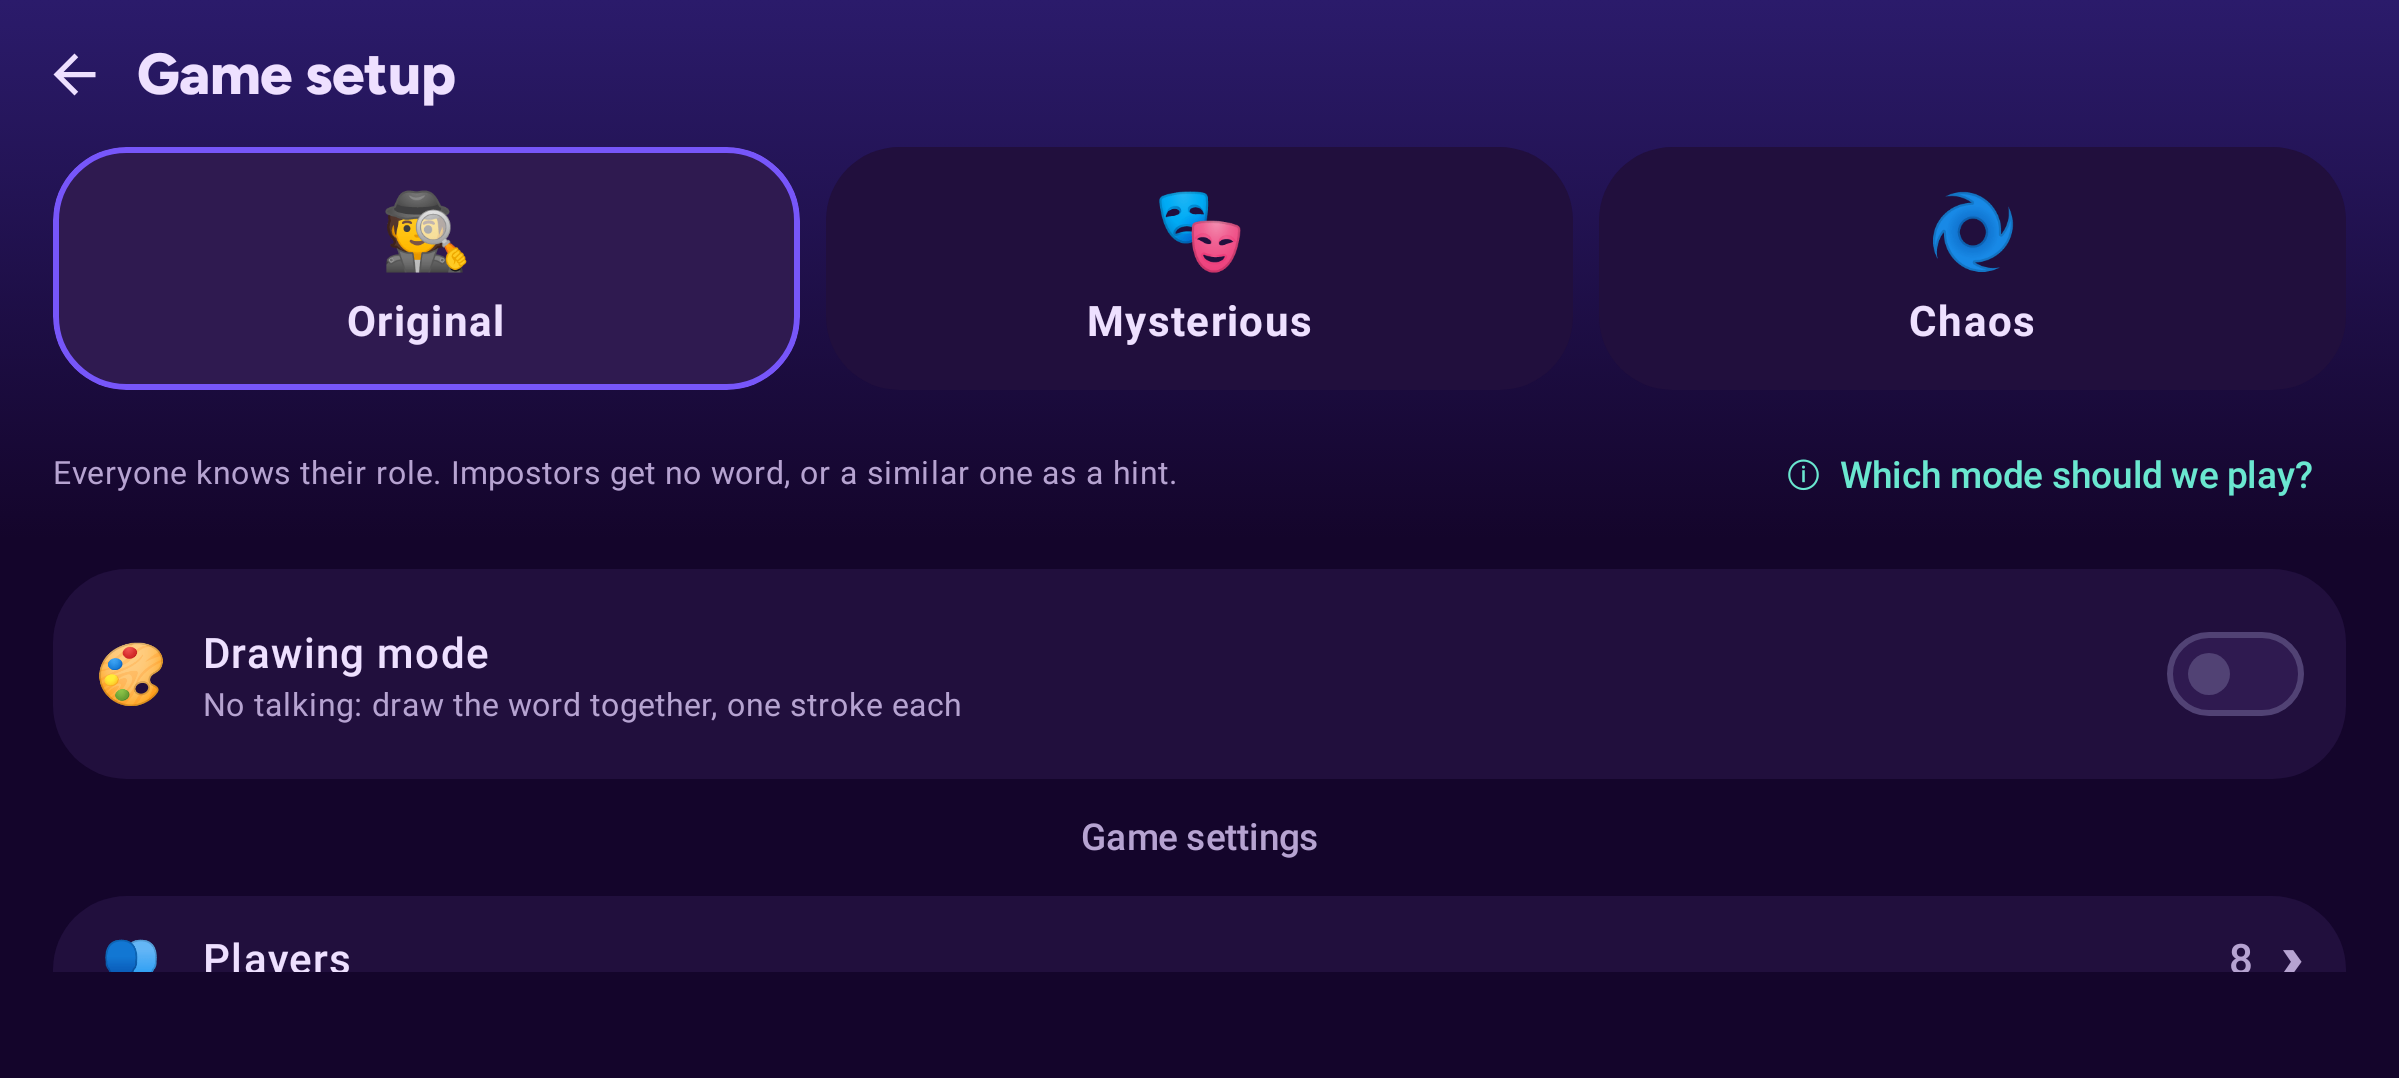 Game setup
Original
Mysterious
Chaos
Everyone knows their role. Impostors get no word, or a similar one as a hint.
Which mode should we play?
Drawing mode
No talking: draw the word together, one stroke each
Game settings
Players
8